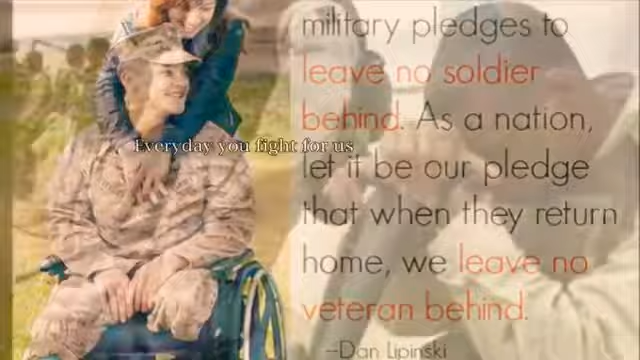 military pledges to
leave no soldier
behind. As a nation,
Everyday you fight for us
let it be our pledge
that when they return
home, we leave no
veteran behind.
--Dan Lipinski